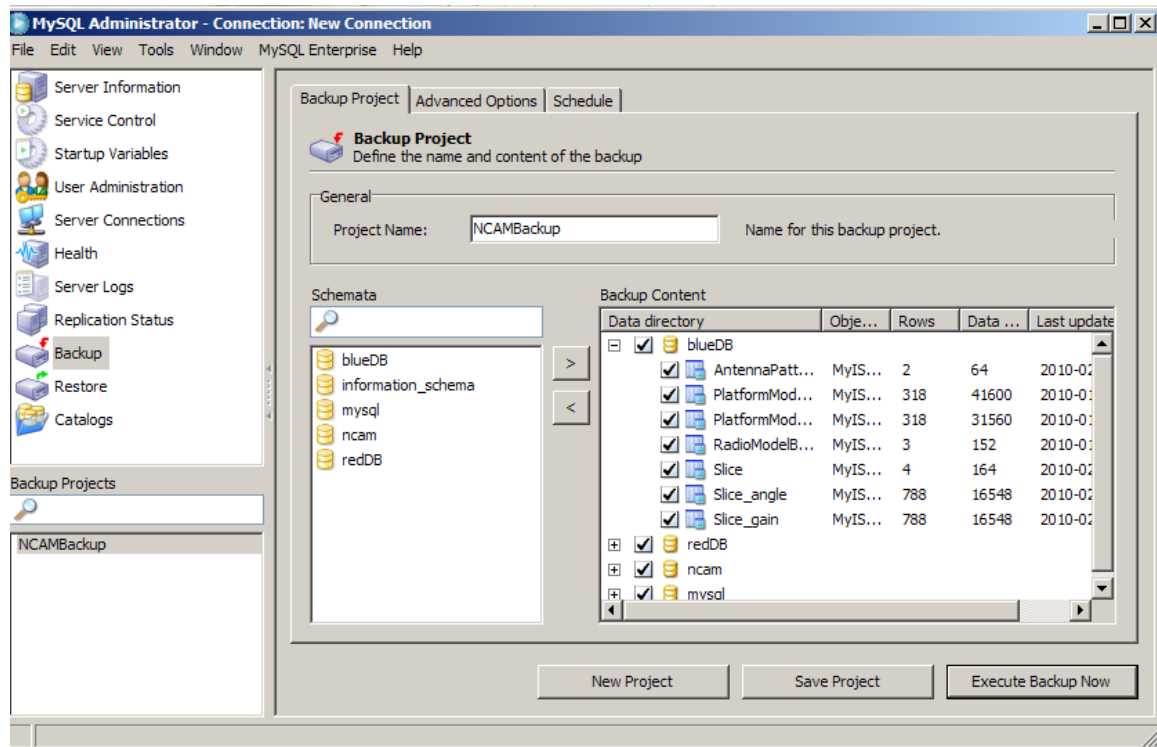 MySQL Administrator - Connection: New Connection
File Edit View Tools Window MySQL Enterprise Help
Server Information
Service Control
Startup Variables
User Administration
Server Connections
Health
Server Logs
Replication Status
Backup
Restore
Catalogs
Backup Projects
NCAMBackup
Backup Project Advanced Options Schedule
Backup Project
Define the name and content of the backup
General
Project Name: NCAMBackup Name for this backup project.
Schemata
blueDB
information_schema
mysql
ncam
redDB
> 
<
Backup Content
Data directory Obje... Rows Data ... Last update
blueDB
AntennaPatt... MyIS... 2 64 2010-02
PlatformMod... MyIS... 318 41600 2010-01
PlatformMod... MyIS... 318 31560 2010-01
RadioModelB... MyIS... 3 152 2010-01
Slice MyIS... 4 164 2010-02
Slice_angle MyIS... 788 16548 2010-02
Slice_gain MyIS... 788 16548 2010-02
redDB
ncam
mysql
New Project Save Project Execute Backup Now